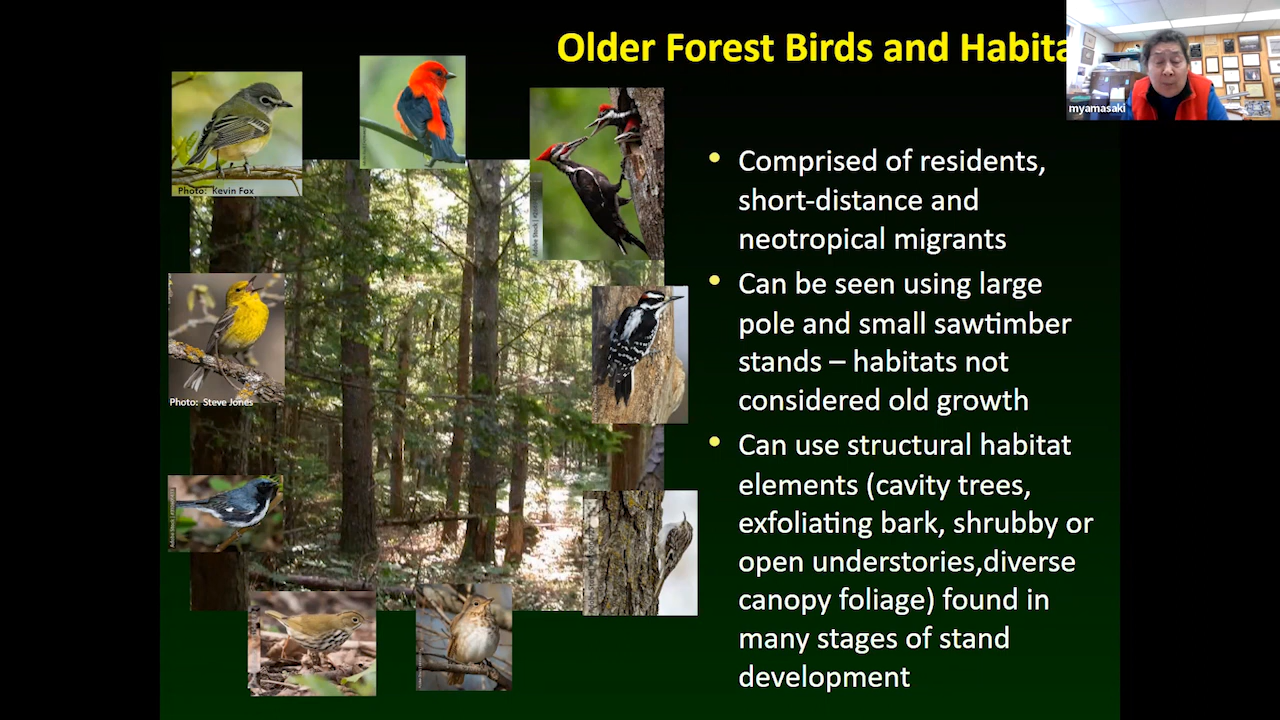 Older Forest Birds and Habita
myamasaki
Photo: Kevin Fox
Photo: Steve Jones
• Comprised of residents,
short-distance and
neotropical migrants
• Can be seen using large
pole and small sawtimber
stands – habitats not
considered old growth
• Can use structural habitat
elements (cavity trees,
exfoliating bark, shrubby or
open understories,diverse
canopy foliage) found in
many stages of stand
development